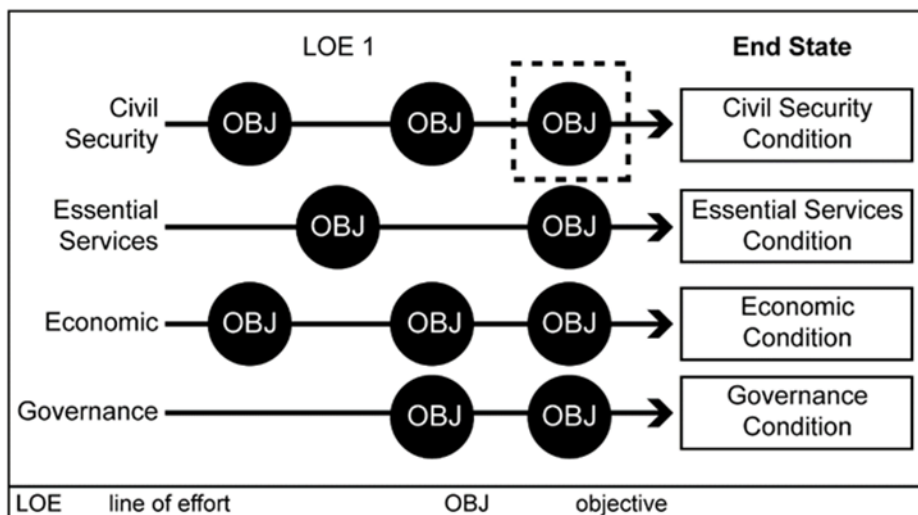 LOE 1
End State
Civil
Security
OBJ
OBJ
OBJ
Civil Security
Condition
Essential
Services
OBJ
OBJ
Essential Services
Condition
Economic
OBJ
OBJ
OBJ
Economic
Condition
Governance
OBJ
OBJ
Governance
Condition
LOE line of effort OBJ objective